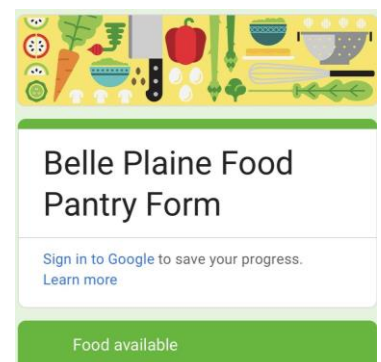 Belle Plaine Food
Pantry Form
Sign in to Google to save your progress.
Learn more
Food available